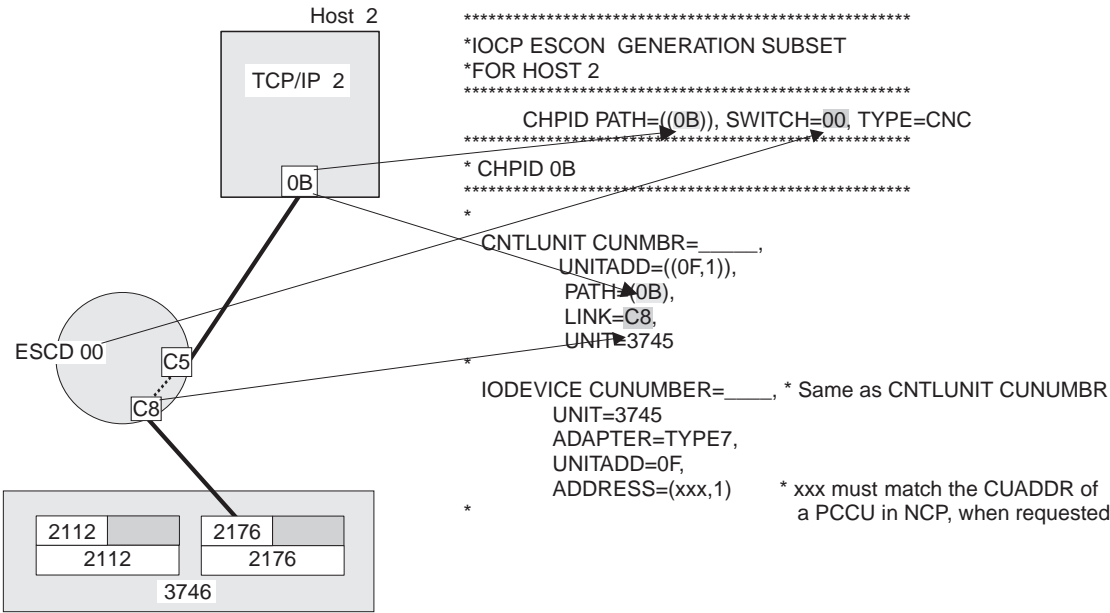 Host 2
TCP/IP 2
0B
ESCD 00
C5
C8
2112
2112
2176
2176
3746
*****************************************************
*IOCP ESCON GENERATION SUBSET
*FOR HOST 2
*****************************************************
CHPID PATH=((0B)), SWITCH=00, TYPE=CNC
*****************************************************
* CHPID 0B
*****************************************************
*
CNTLUNIT CUNMBR=_____,
UNITADD=((0F,1)),
PATH=(0B),
LINK=C8,
UNIT=3745
*
IODEVICE CUNUMBER=____, * Same as CNTLUNIT CUNUMBR
UNIT=3745
ADAPTER=TYPE7,
UNITADD=0F,
ADDRESS=(xxx,1) * xxx must match the CUADDR of
* a PCCU in NCP, when requested